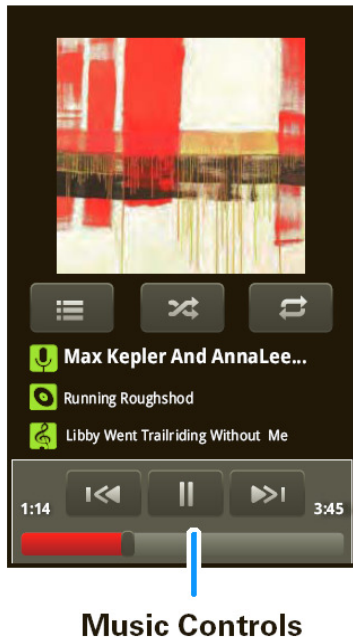 Max Kepler And AnnaLee...
Running Roughshod
Libby Went Trailriding Without Me
1:14
3:45
Music Controls